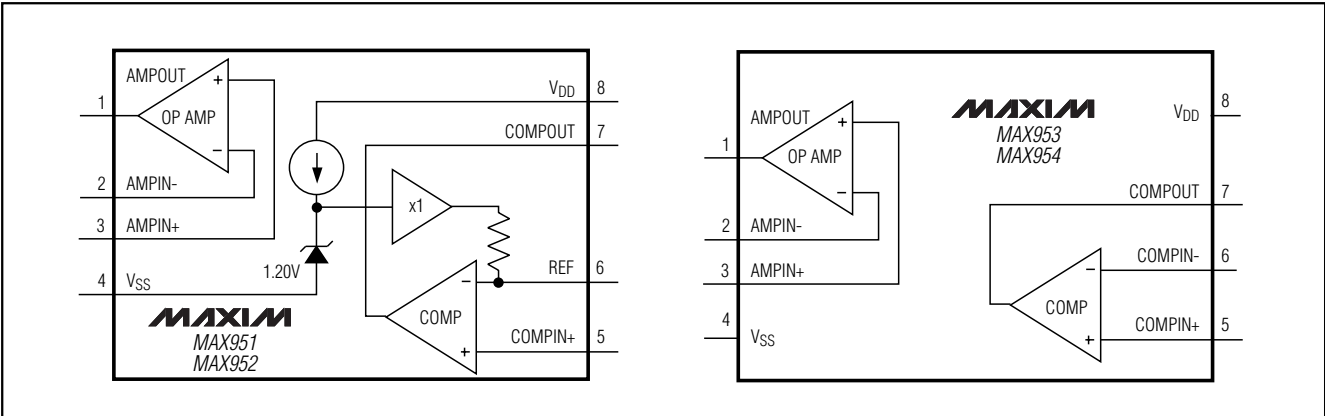 AMPOUT
+
OP AMP
−
1
2 AMPIN-
3 AMPIN+
4 VSS
1.20V
x1
VDD 8
COMPOUT 7
REF 6
−
COMP
+
COMPIN+ 5
MAXIM
MAX951
MAX952
AMPOUT
+
OP AMP
−
1
2 AMPIN-
3 AMPIN+
4 VSS
MAXIM
MAX953
MAX954
VDD 8
COMPOUT 7
COMPIN- 6
−
COMP
+
COMPIN+ 5